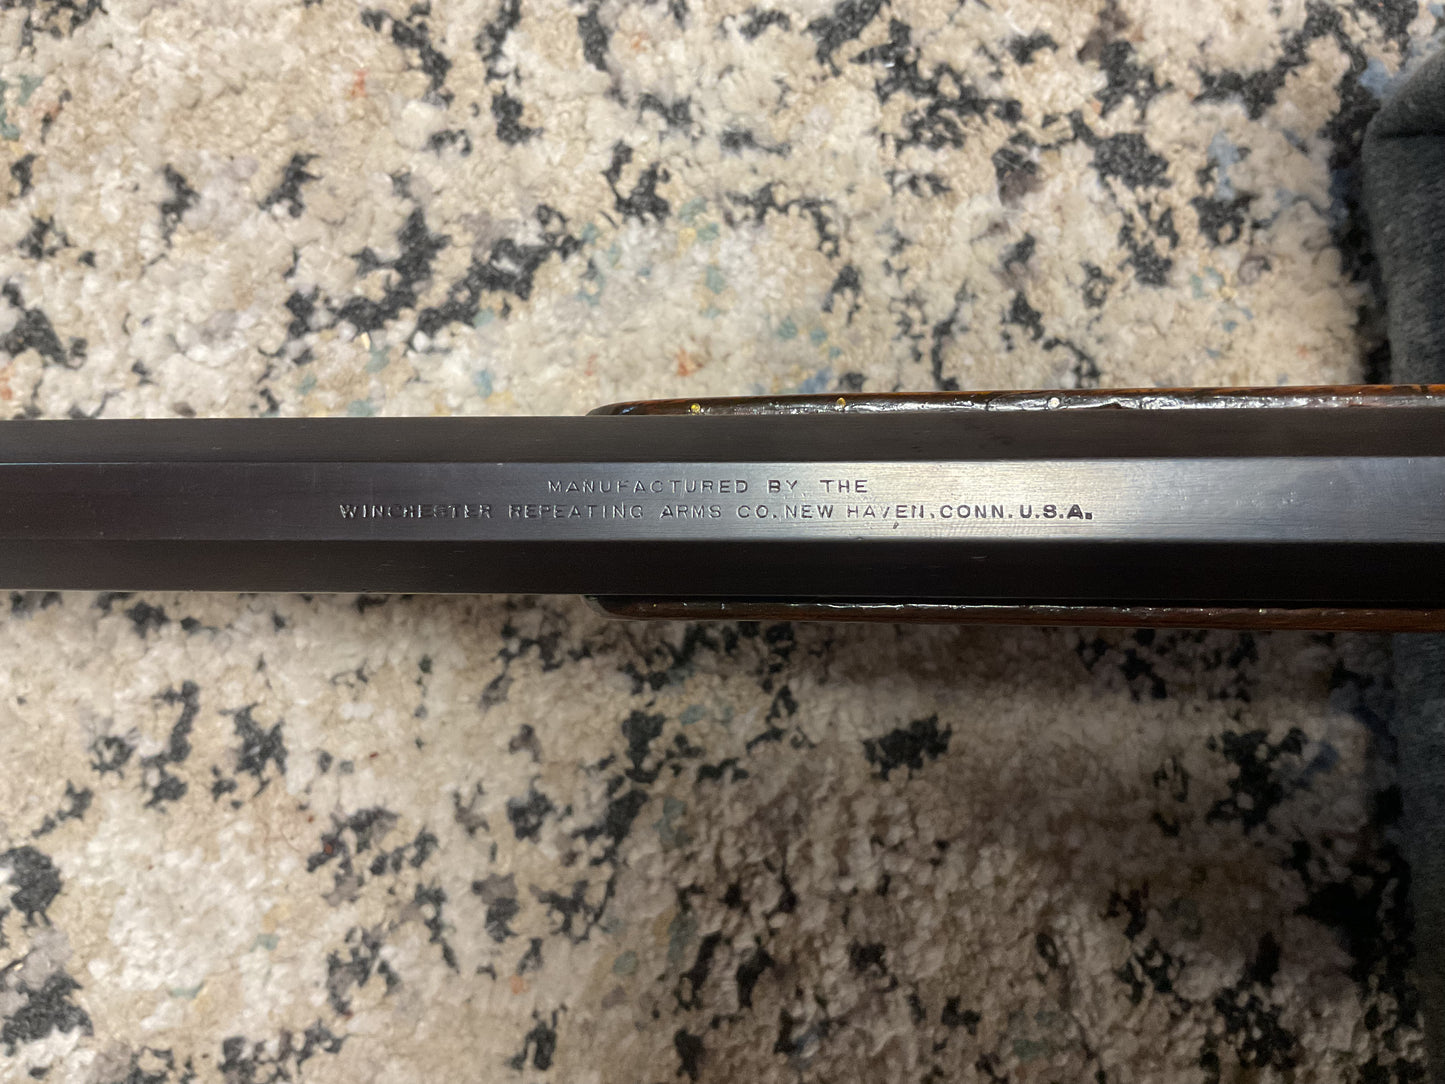 MANUFACTURED BY THE
WINCHESTER REPEATING ARMS CO. NEW HAVEN. CONN. U.S.A.